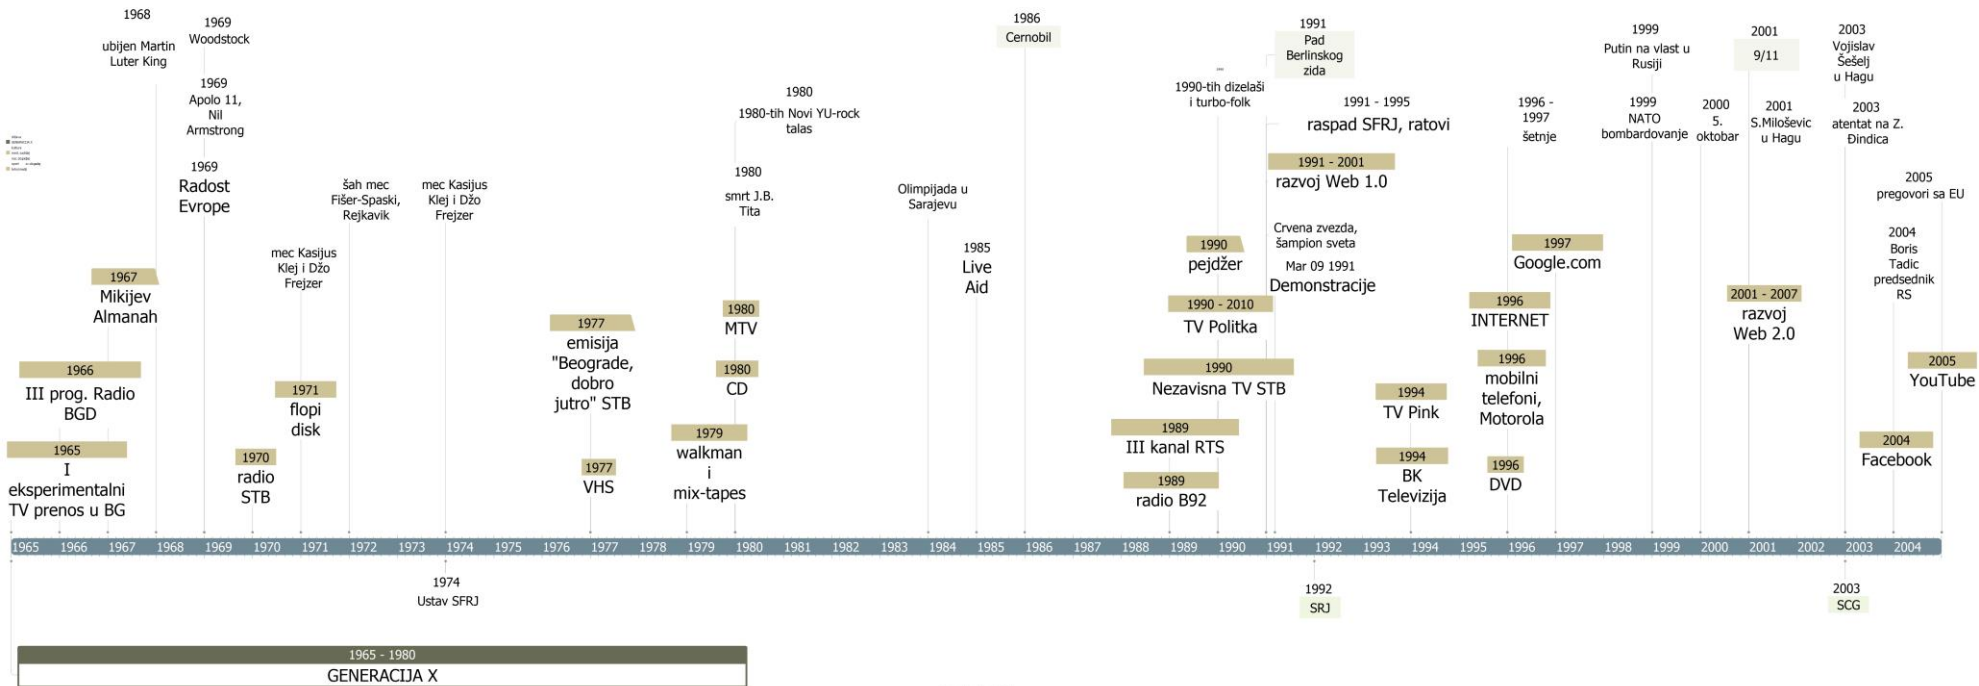 1968
ubijen Martin
Luter King
1969
Woodstock
1969
Apolo 11,
Nil
Armstrong
1969
Radost
Evrope
1967
Mikijev
Almanah
1966
III prog. Radio
BGD
1965
I
eksperimentalni
TV prenos u BG
1970
radio
STB
mec Kasijus
Klej i Džo
Frejzer
1971
flopi
disk
šah mec
Fišer-Spaski,
Rejkavik
mec Kasijus
Klej i Džo
Frejzer
1977
emisija
"Beograde,
dobro
jutro" STB
1977
VHS
1980
1980-tih Novi YU-rock
talas
1980
smrt J.B.
Tita
1980
MTV
1980
CD
1979
walkman
i
mix-tapes
Olimpijada u
Sarajevu
1985
Live
Aid
1986
Cernobil
1990-tih dizelaši
i turbo-folk
1990
pejdžer
1990 - 2010
TV Politka
1990
Nezavisna TV STB
1989
III kanal RTS
1989
radio B92
1991
Pad
Berlinskog
zida
1991 - 1995
raspad SFRJ, ratovi
1991 - 2001
razvoj Web 1.0
Crvena zvezda,
šampion sveta
Mar 09 1991
Demonstracije
1994
TV Pink
1994
BK
Televizija
1996 -
1997
šetnje
1997
Google.com
1996
INTERNET
1996
mobilni
telefoni,
Motorola
1996
DVD
1999
Putin na vlast u
Rusiji
1999
NATO
bombardovanje
2000
5.
oktobar
2001
9/11
2001
S.Miloševic
u Hagu
2001 - 2007
razvoj
Web 2.0
2003
Vojislav
Šešelj
u Hagu
2003
atentat na Z.
Đindica
2005
pregovori sa EU
2004
Boris
Tadic
predsednik
RS
2005
YouTube
2004
Facebook
1965 1966 1967 1968 1969 1970 1971 1972 1973 1974 1975 1976 1977 1978 1979 1980 1981 1982 1983 1984 1985 1986 1987 1988 1989 1990 1991 1992 1993 1994 1995 1996 1997 1998 1999 2000 2001 2002 2003 2004
1974
Ustav SFRJ
1992
SRJ
2003
SCG
1965 - 1980
GENERACIJA X